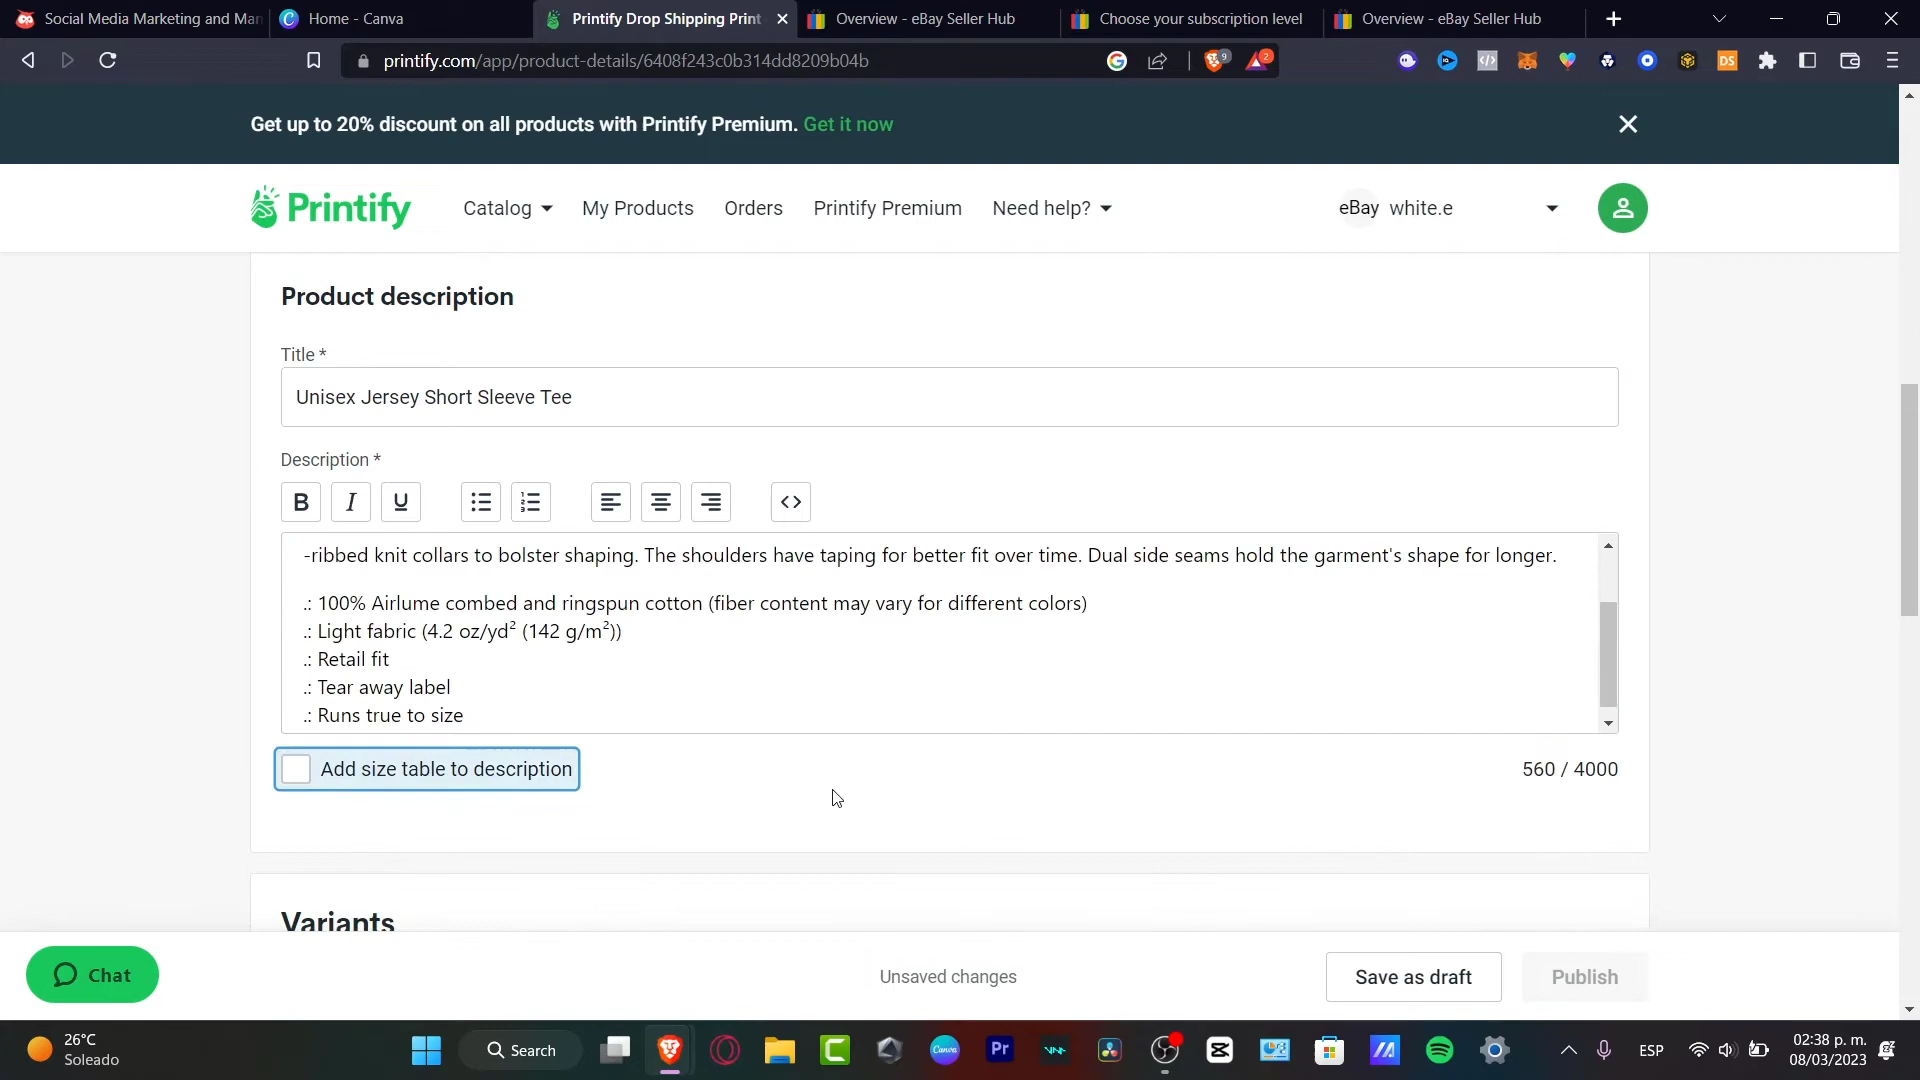 Social Media Marketing and Man
Home - Canva
Printify Drop Shipping Print
Overview - eBay Seller Hub
Choose your subscription level
Overview - eBay Seller Hub
printify.com/app/product-details/6408f243c0b314dd8209b04b
9
2
DS
Get up to 20% discount on all products with Printify Premium. Get it now
Printify
Catalog
My Products
Orders
Printify Premium
Need help?
eBay white.e
Product description
Title *
Unisex Jersey Short Sleeve Tee
Description *
B I U
-ribbed knit collars to bolster shaping. The shoulders have taping for better fit over time. Dual side seams hold the garment's shape for longer.
.: 100% Airlume combed and ringspun cotton (fiber content may vary for different colors)
.: Light fabric (4.2 oz/yd² (142 g/m²))
.: Retail fit
.: Tear away label
.: Runs true to size
Add size table to description
560 / 4000
Variants
Chat
Unsaved changes
Save as draft
Publish
26°C
Soleado
Search
Canva
Pr
ESP
02:38 p. m.
08/03/2023